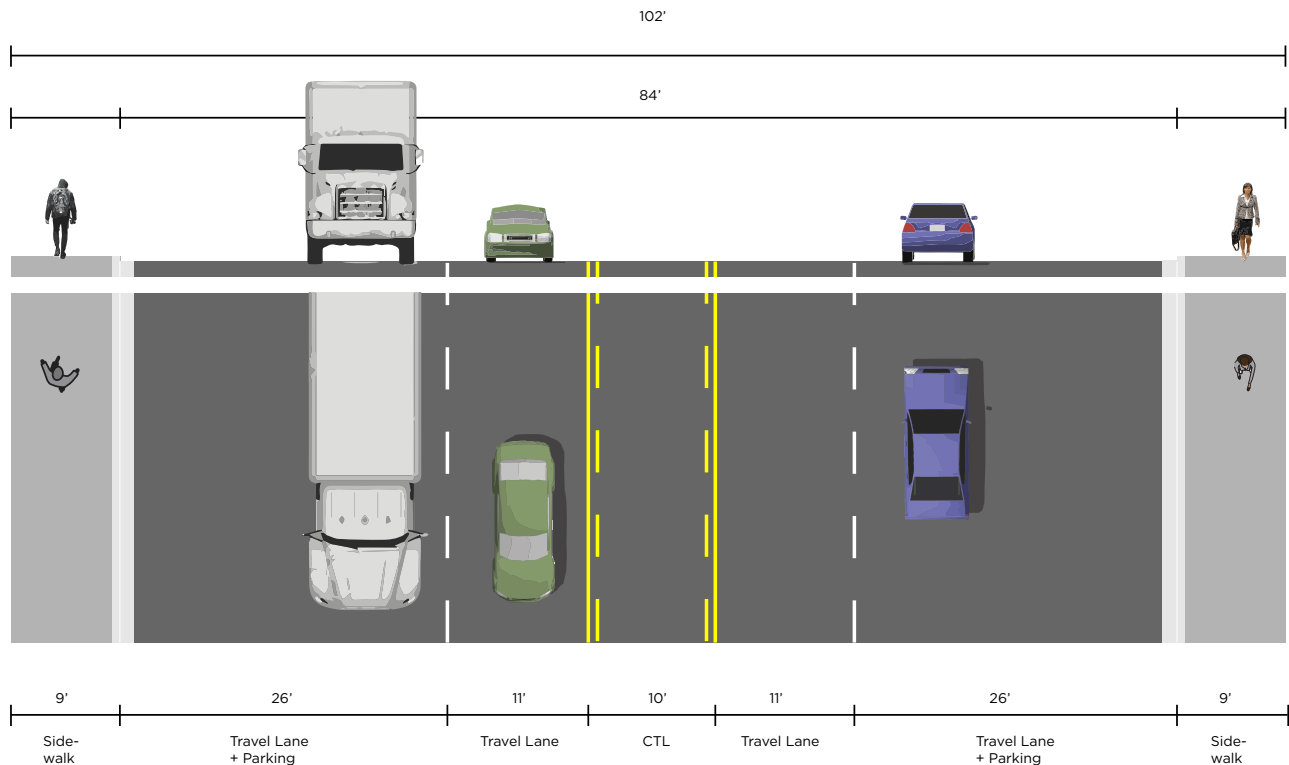 102’
84’
9’
26’
11’
10’
11’
26’
9’
Side-
walk
Travel Lane
+ Parking
Travel Lane
CTL
Travel Lane
Travel Lane
+ Parking
Side-
walk